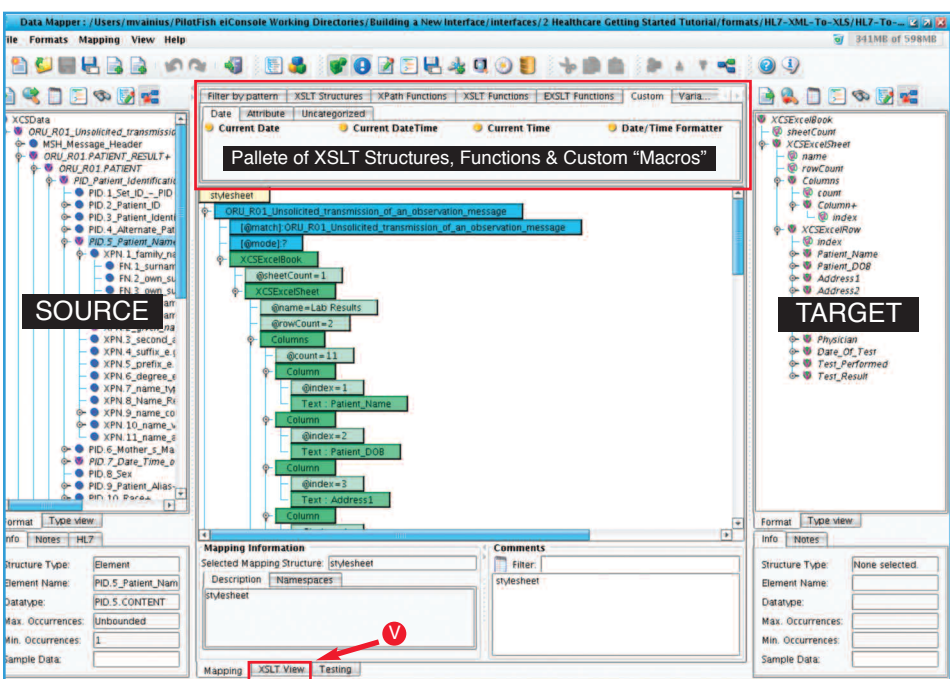 Data Mapper : /Users/mvainius/PilotFish eiConsole Working Directories/Building a New Interface/interfaces/2 Healthcare Getting Started Tutorial/formats/HL7-XML-To-XLS/HL7-To-...
ile Formats Mapping View Help
341MB of 598MB
Filter by pattern XSLT Structures XPath Functions XSLT Functions EXSLT Functions Custom Varia...
Date Attribute Uncategorized
Current Date Current DateTime Current Time Date/Time Formatter
Pallete of XSLT Structures, Functions & Custom “Macros”
XCSData
ORU_R01_Unsolicited_transmissio
MSH_Message_Header
ORU_R01.PATIENT_RESULT+
ORU_R01.PATIENT
PID_Patient_Identificati
PID.1_Set_ID_-_PID
PID.2_Patient_ID
PID.3_Patient_Identi
PID.4_Alternate_Pat
PID.5_Patient_Name
XPN.1_family_na
FN.1_surnam
FN.2_own_su
FN.3_own_su
SOURCE
XPN.2_given_na
XPN.3_second_a
XPN.4_suffix_e.g
XPN.5_prefix_e.
XPN.6_degree_e
XPN.7_name_typ
XPN.8_Name_Re
XPN.9_name_co
XPN.10_name_v
XPN.11_name_a
PID.6_Mother_s_Ma
PID.7_Date_Time_o
PID.8_Sex
PID.9_Patient_Alias-
PID.10_Race+
ormat Type view
nfo Notes HL7
Structure Type: Element
Element Name: PID.5_Patient_Nam
Datatype: PID.5.CONTENT
Max. Occurrences: Unbounded
Min. Occurrences: 1
Sample Data:
stylesheet
ORU_R01_Unsolicited_transmission_of_an_observation_message
[@match]:ORU_R01_Unsolicited_transmission_of_an_observation_message
[@mode]:?
XCSExcelBook
@sheetCount=1
XCSExcelSheet
@name=Lab Results
@rowCount=2
Columns
@count=11
Column
@index=1
Text : Patient_Name
Column
@index=2
Text : Patient_DOB
Column
@index=3
Text : Address1
Column
Mapping Information
Selected Mapping Structure: stylesheet
Description Namespaces
stylesheet
Comments
Filter:
stylesheet
V
Mapping XSLT View Testing
XCSExcelBook
sheetCount
XCSExcelSheet
name
rowCount
Columns
count
Column+
index
XCSExcelRow
index
Patient_Name
Patient_DOB
Address1
Address2
TARGET
Physician
Date_Of_Test
Test_Performed
Test_Result
Format Type view
Info Notes
Structure Type: None selected.
Element Name:
Datatype:
Max. Occurrences:
Min. Occurrences:
Sample Data: